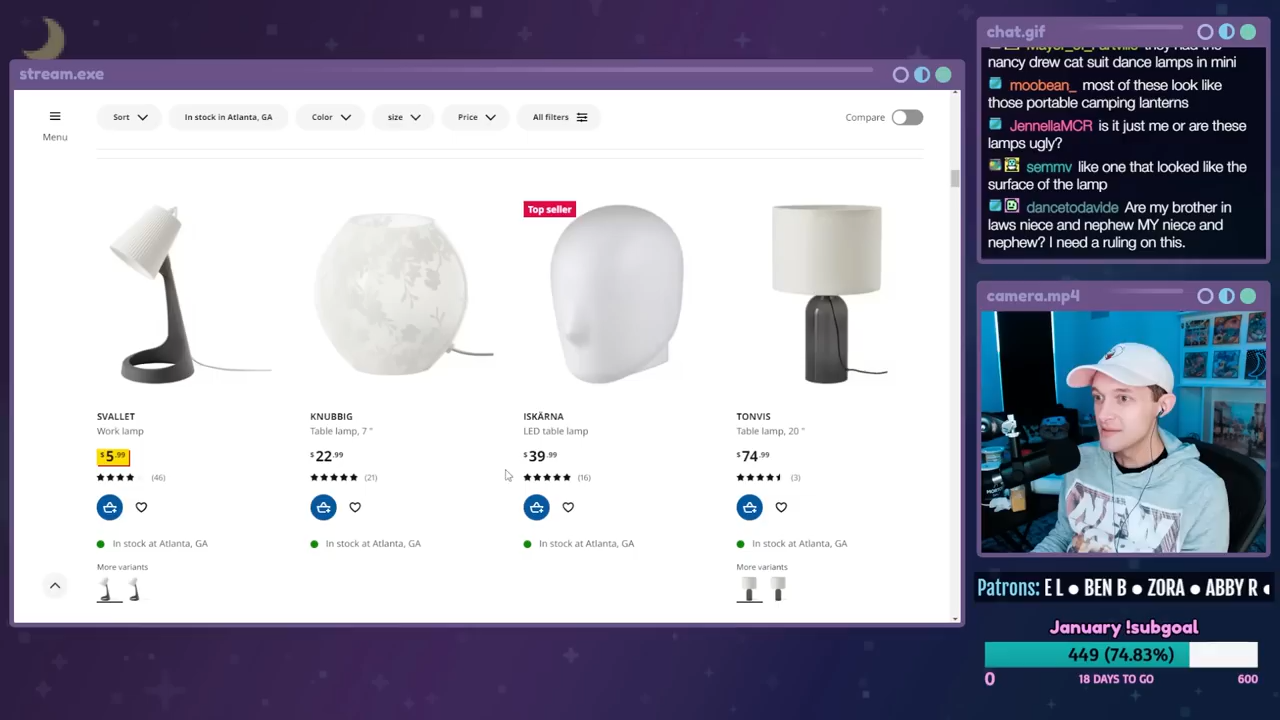 stream.exe
Menu
Sort
In stock in Atlanta, GA
Color
size
Price
All filters
Compare
Top seller
SVALLET
Work lamp
$5.99
(46)
In stock at Atlanta, GA
More variants
KNUBBIG
Table lamp, 7 "
$22.99
(21)
In stock at Atlanta, GA
ISKÄRNA
LED table lamp
$39.99
(16)
In stock at Atlanta, GA
TONVIS
Table lamp, 20 "
$74.99
(3)
In stock at Atlanta, GA
More variants
chat.gif
they had the
nancy drew cat suit dance lamps in mini
moobean_ most of these look like
those portable camping lanterns
JennellaMCR is it just me or are these
lamps ugly?
semmv like one that looked like the
surface of the lamp
dancetodavide Are my brother in
laws niece and nephew MY niece and
nephew? I need a ruling on this.
camera.mp4
NEW
Patrons: E L ● BEN B ● ZORA ● ABBY R
January !subgoal
449 (74.83%)
0
18 DAYS TO GO
600